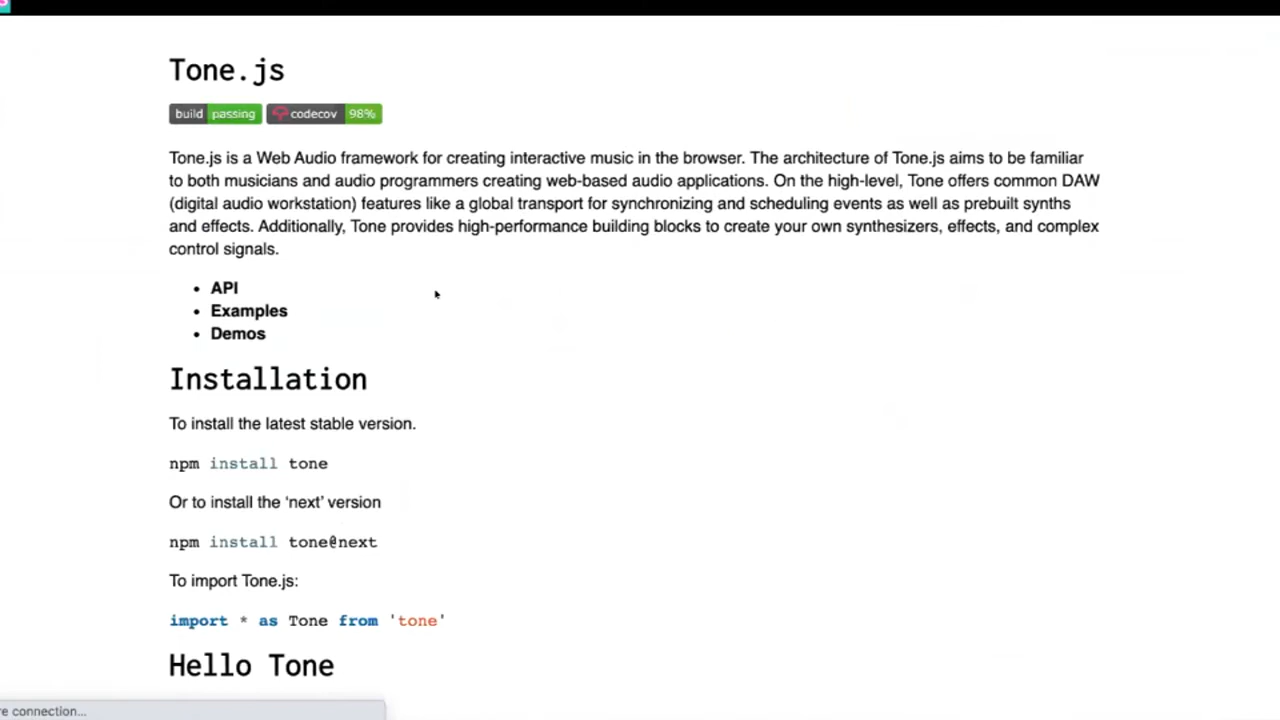 Tone.js
build passing codecov 98%
Tone.js is a Web Audio framework for creating interactive music in the browser. The architecture of Tone.js aims to be familiar
to both musicians and audio programmers creating web-based audio applications. On the high-level, Tone offers common DAW
(digital audio workstation) features like a global transport for synchronizing and scheduling events as well as prebuilt synths
and effects. Additionally, Tone provides high-performance building blocks to create your own synthesizers, effects, and complex
control signals.
• API
• Examples
• Demos
Installation
To install the latest stable version.
npm install tone
Or to install the ‘next’ version
npm install tone@next
To import Tone.js:
import * as Tone from 'tone'
Hello Tone
connection...